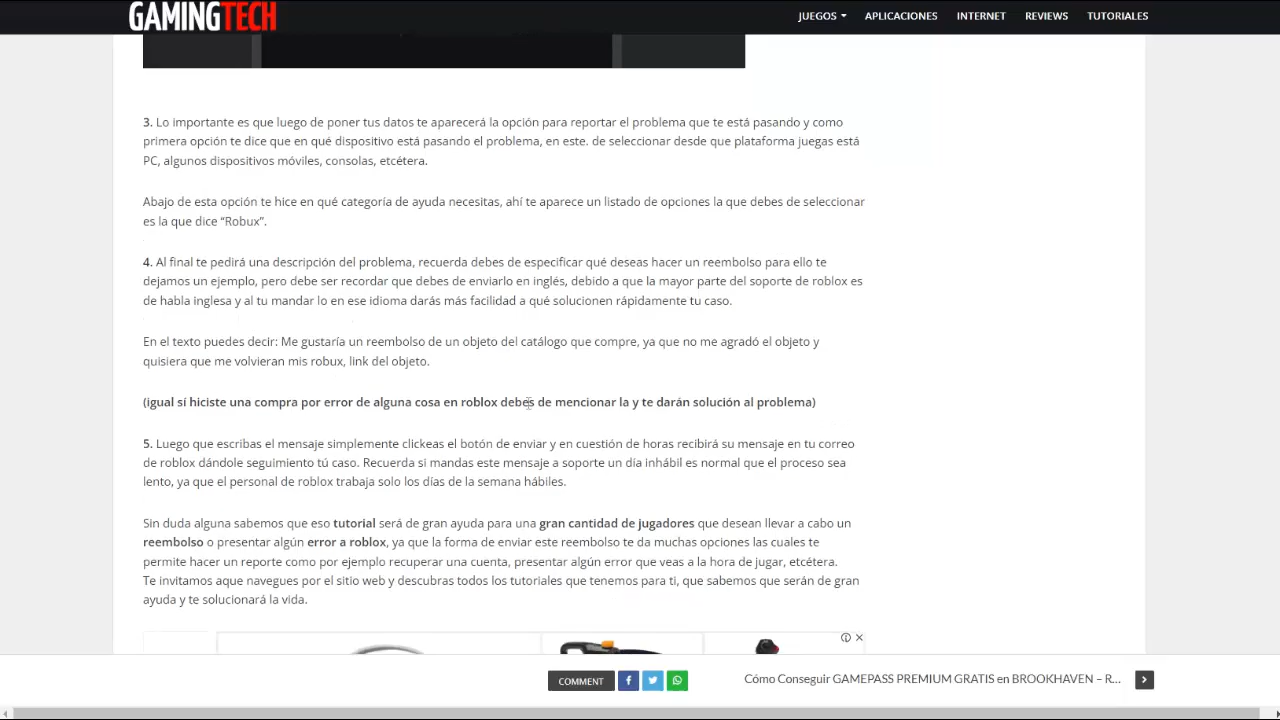 GAMINGTECH
JUEGOS APLICACIONES INTERNET REVIEWS TUTORIALES
3. Lo importante es que luego de poner tus datos te aparecerá la opción para reportar el problema que te está pasando y como
primera opción te dice que en qué dispositivo está pasando el problema, en este. de seleccionar desde que plataforma juegas está
PC, algunos dispositivos móviles, consolas, etcétera.
Abajo de esta opción te hice en qué categoría de ayuda necesitas, ahí te aparece un listado de opciones la que debes de seleccionar
es la que dice “Robux”.
4. Al final te pedirá una descripción del problema, recuerda debes de especificar qué deseas hacer un reembolso para ello te
dejamos un ejemplo, pero debe ser recordar que debes de enviarlo en inglés, debido a que la mayor parte del soporte de roblox es
de habla inglesa y al tu mandar lo en ese idioma darás más facilidad a qué solucionen rápidamente tu caso.
En el texto puedes decir: Me gustaría un reembolso de un objeto del catálogo que compre, ya que no me agradó el objeto y
quisiera que me volvieran mis robux, link del objeto.
(igual sí hiciste una compra por error de alguna cosa en roblox debes de mencionar la y te darán solución al problema)
5. Luego que escribas el mensaje simplemente clickeas el botón de enviar y en cuestión de horas recibirá su mensaje en tu correo
de roblox dándole seguimiento tú caso. Recuerda si mandas este mensaje a soporte un día inhábil es normal que el proceso sea
lento, ya que el personal de roblox trabaja solo los días de la semana hábiles.
Sin duda alguna sabemos que eso tutorial será de gran ayuda para una gran cantidad de jugadores que desean llevar a cabo un
reembolso o presentar algún error a roblox, ya que la forma de enviar este reembolso te da muchas opciones las cuales te
permite hacer un reporte como por ejemplo recuperar una cuenta, presentar algún error que veas a la hora de jugar, etcétera.
Te invitamos aque navegues por el sitio web y descubras todos los tutoriales que tenemos para ti, que sabemos que serán de gran
ayuda y te solucionará la vida.
COMMENT
Cómo Conseguir GAMEPASS PREMIUM GRATIS en BROOKHAVEN – R...